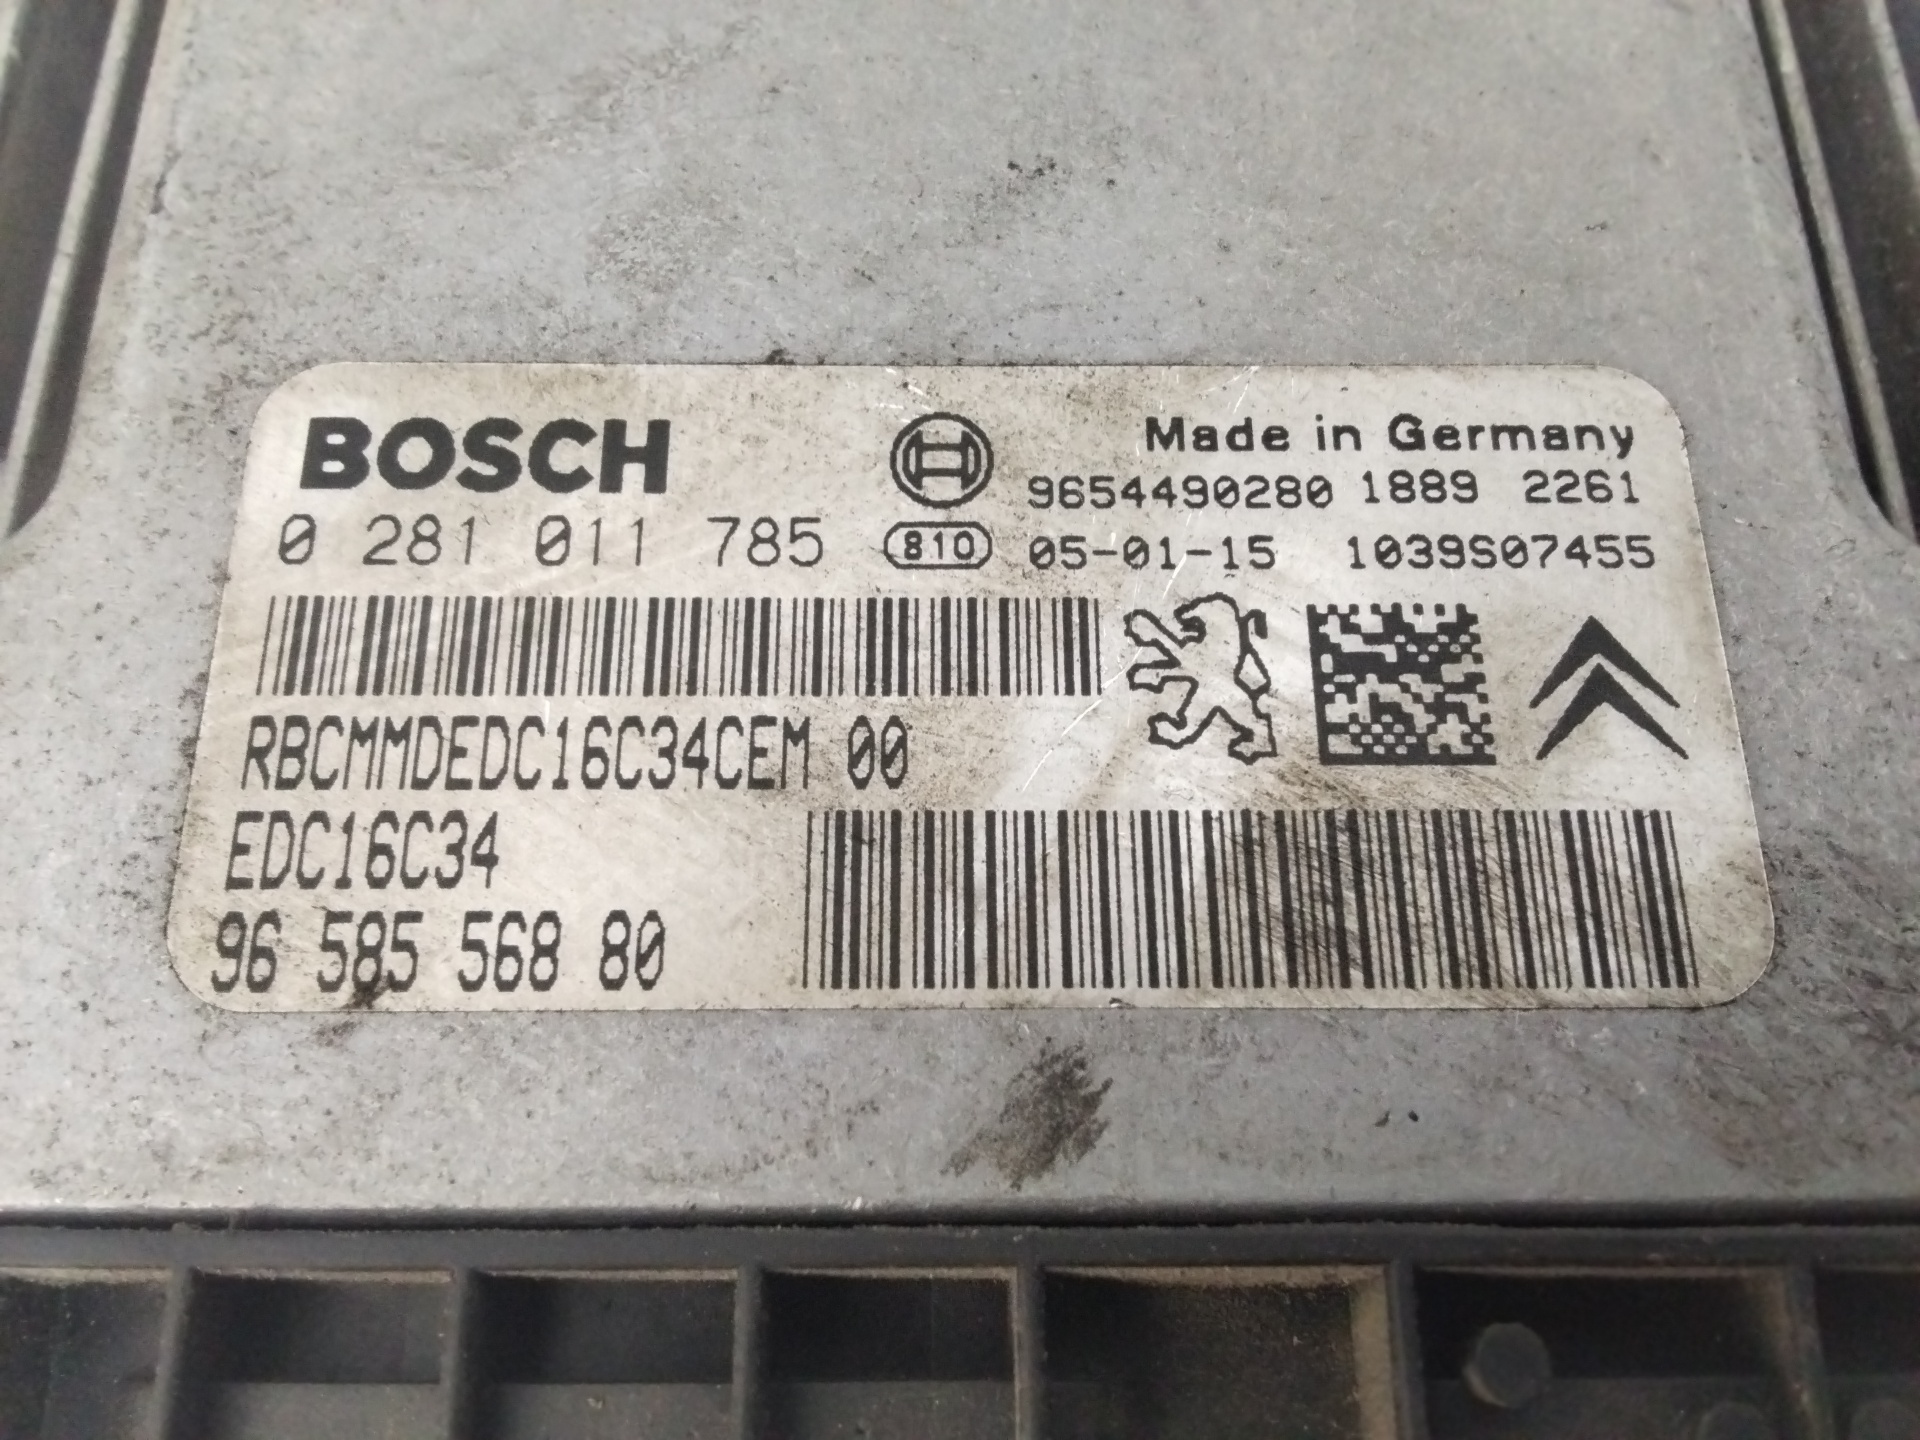 BOSCH
Made in Germany
9654490280 1889 2261
0 281 011 785 810 05-01-15 1039S07455
RBCMMDEDC16C34CEM 00
EDC16C34
96 585 568 80